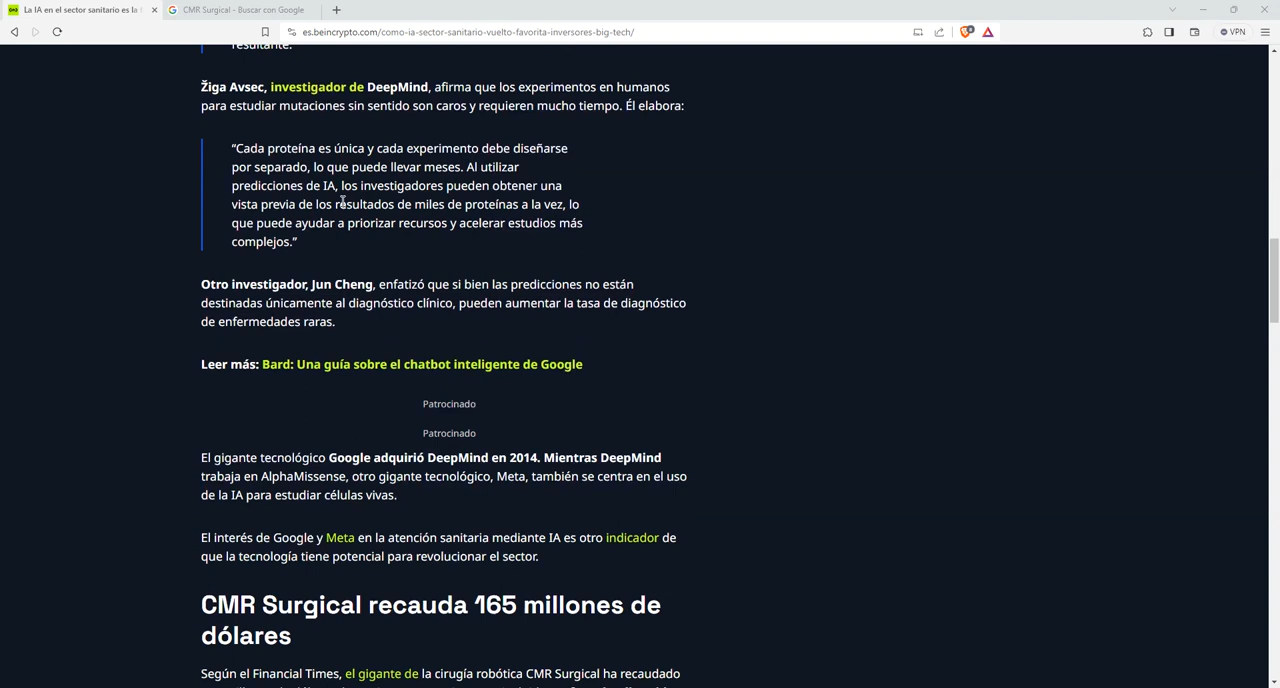 La IA en el sector sanitario es la
CMR Surgical - Buscar con Google
es.beincrypto.com/como-ia-sector-sanitario-vuelto-favorita-inversores-big-tech/
VPN
resultante.
Žiga Avsec, investigador de DeepMind, afirma que los experimentos en humanos
para estudiar mutaciones sin sentido son caros y requieren mucho tiempo. Él elabora:
“Cada proteína es única y cada experimento debe diseñarse
por separado, lo que puede llevar meses. Al utilizar
predicciones de IA, los investigadores pueden obtener una
vista previa de los resultados de miles de proteínas a la vez, lo
que puede ayudar a priorizar recursos y acelerar estudios más
complejos.”
Otro investigador, Jun Cheng, enfatizó que si bien las predicciones no están
destinadas únicamente al diagnóstico clínico, pueden aumentar la tasa de diagnóstico
de enfermedades raras.
Leer más: Bard: Una guía sobre el chatbot inteligente de Google
Patrocinado
Patrocinado
El gigante tecnológico Google adquirió DeepMind en 2014. Mientras DeepMind
trabaja en AlphaMissense, otro gigante tecnológico, Meta, también se centra en el uso
de la IA para estudiar células vivas.
El interés de Google y Meta en la atención sanitaria mediante IA es otro indicador de
que la tecnología tiene potencial para revolucionar el sector.
CMR Surgical recauda 165 millones de
dólares
Según el Financial Times, el gigante de la cirugía robótica CMR Surgical ha recaudado